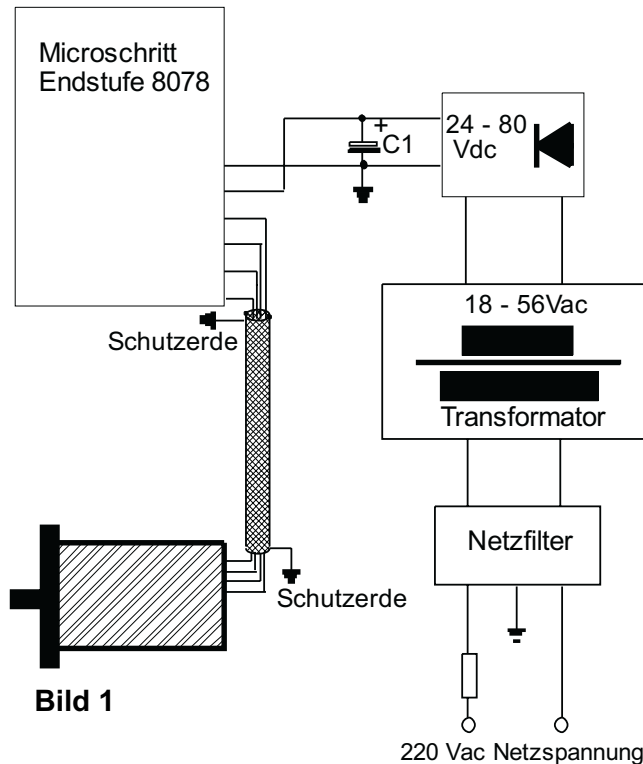 Microschritt
Endstufe 8078
+
C1
24 - 80
Vdc
18 - 56Vac
Transformator
Schutzerde
Netzfilter
Schutzerde
Bild 1
220 Vac Netzspannung